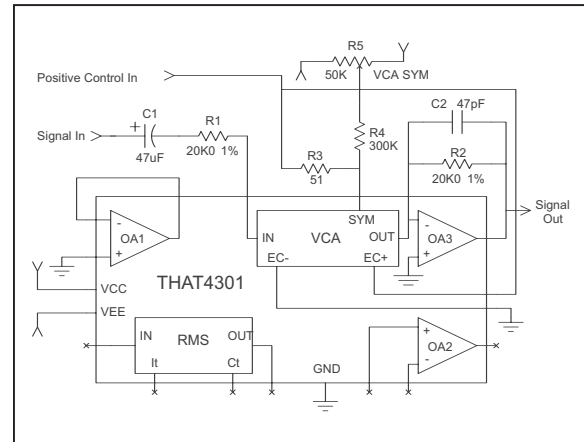 R5
50K
VCA SYM
Positive Control In
C2 47pF
C1
+
Signal In
R1
R4
300K
47uF
20K0 1%
R3
51
R2
20K0 1%
Signal
Out
SYM
-
+
OA1
IN
VCA
OUT
-
+
OA3
EC-
EC+
THAT4301
VCC
VEE
IN
RMS
OUT
It
Ct
GND
+
-
OA2